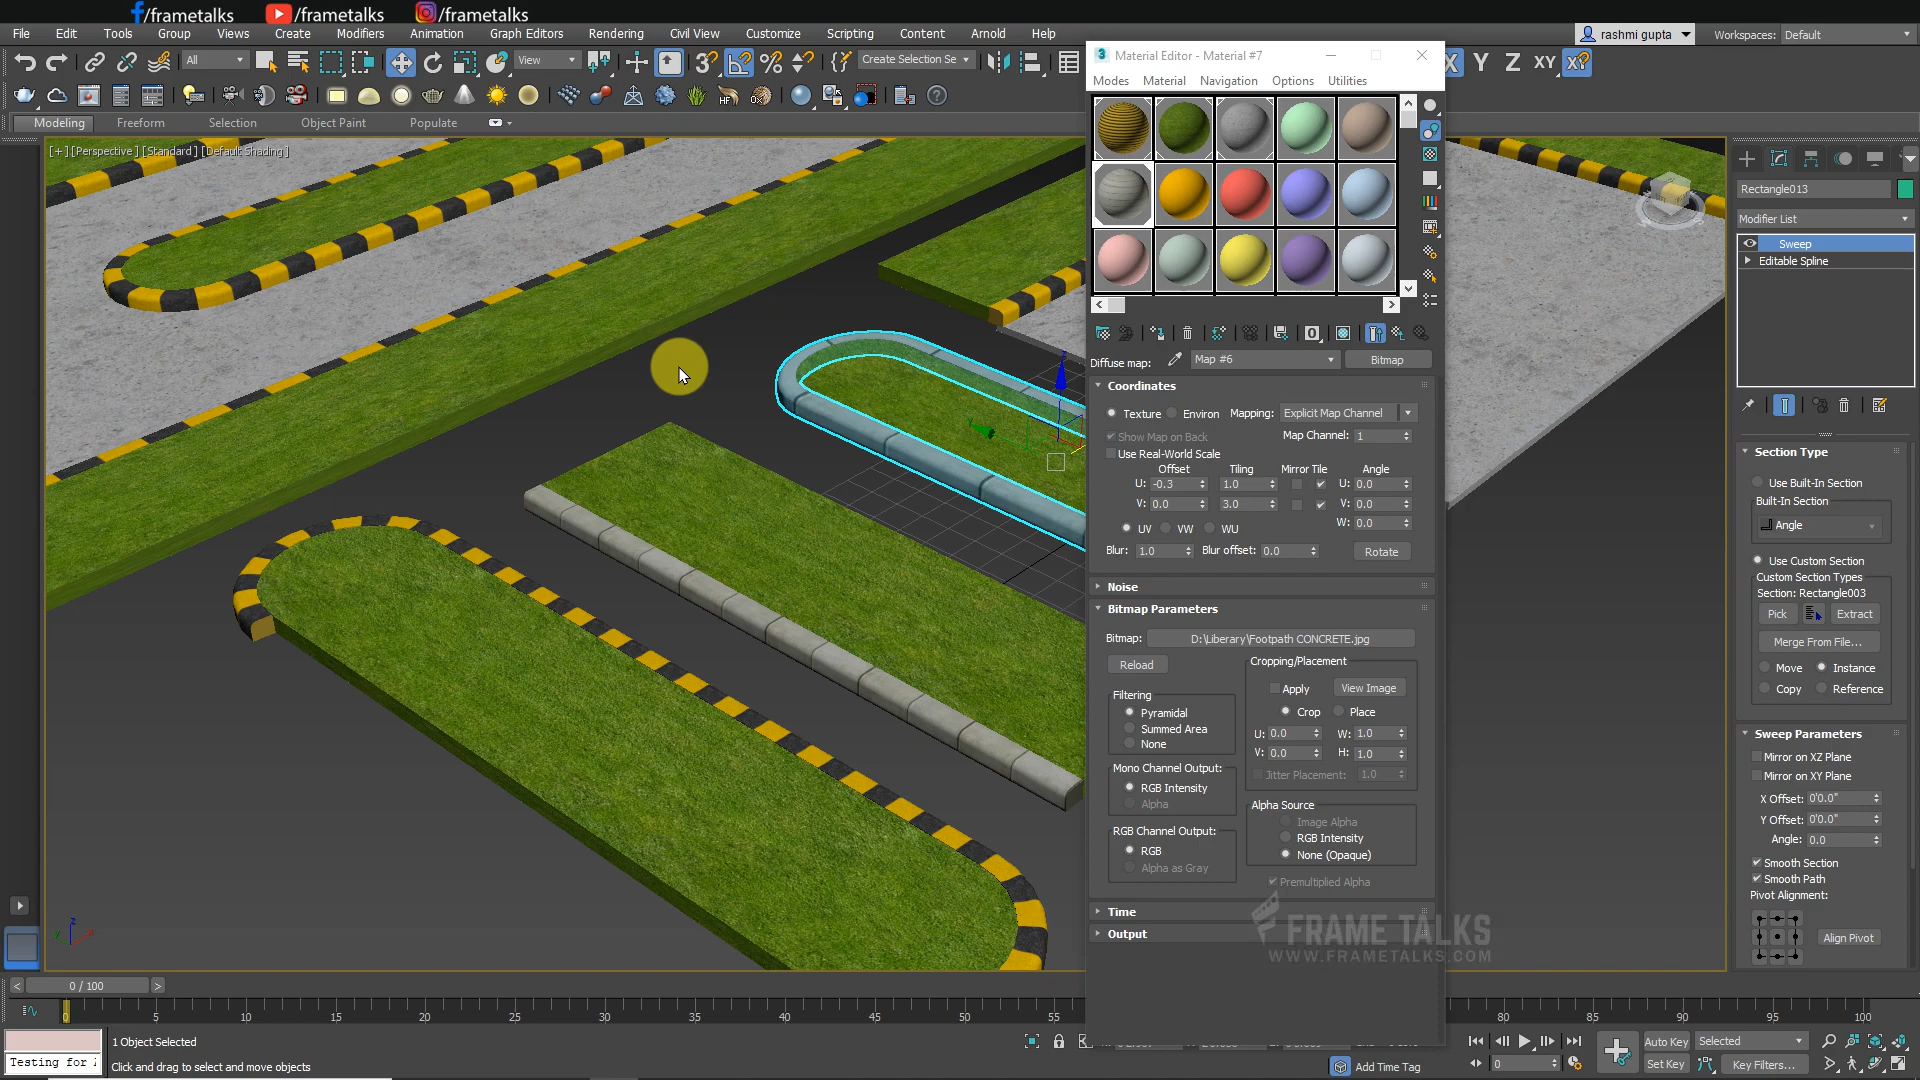 /frametalks
/frametalks
/frametalks
File Edit Tools Group Views Create Modifiers Animation Graph Editors Rendering Civil View Customize Scripting Content Arnold Help
rashmi gupta
Workspaces: Default
All
View
Create Selection Se
X Y Z XY
Modeling Freeform Selection Object Paint Populate
[+] [Perspective] [Standard] [Default Shading]
Material Editor - Material #7
Modes Material Navigation Options Utilities
Diffuse map: Map #6 Bitmap
Coordinates
Texture Environ Mapping: Explicit Map Channel
Show Map on Back Map Channel: 1
Use Real-World Scale
Offset Tiling Mirror Tile Angle
U: -0.3 1.0 U: 0.0
V: 0.0 3.0 V: 0.0
W: 0.0
UV VW WU
Blur: 1.0 Blur offset: 0.0 Rotate
Noise
Bitmap Parameters
Bitmap: D:\Liberary\Footpath CONCRETE.jpg
Reload
Cropping/Placement
Apply View Image
Crop Place
U: 0.0 W: 1.0
V: 0.0 H: 1.0
Jitter Placement: 1.0
Filtering
Pyramidal
Summed Area
None
Mono Channel Output:
RGB Intensity
Alpha
RGB Channel Output:
RGB
Alpha as Gray
Alpha Source
Image Alpha
RGB Intensity
None (Opaque)
Premultiplied Alpha
Time
Output
FRAME TALKS
WWW.FRAMETALKS.COM
Rectangle013
Modifier List
Sweep
Editable Spline
Section Type
Use Built-In Section
Built-In Section
Angle
Use Custom Section
Custom Section Types
Section: Rectangle003
Pick Extract
Merge From File...
Move Instance
Copy Reference
Sweep Parameters
Mirror on XZ Plane
Mirror on XY Plane
X Offset: 0'0.0"
Y Offset: 0'0.0"
Angle: 0.0
Smooth Section
Smooth Path
Pivot Alignment:
Align Pivot
0 / 100
0 5 10 15 20 25 30 35 40 45 50 55 80 85 90 95 100
1 Object Selected
Testing for
Click and drag to select and move objects
Add Time Tag
Auto Key Selected
0
Set Key Key Filters...